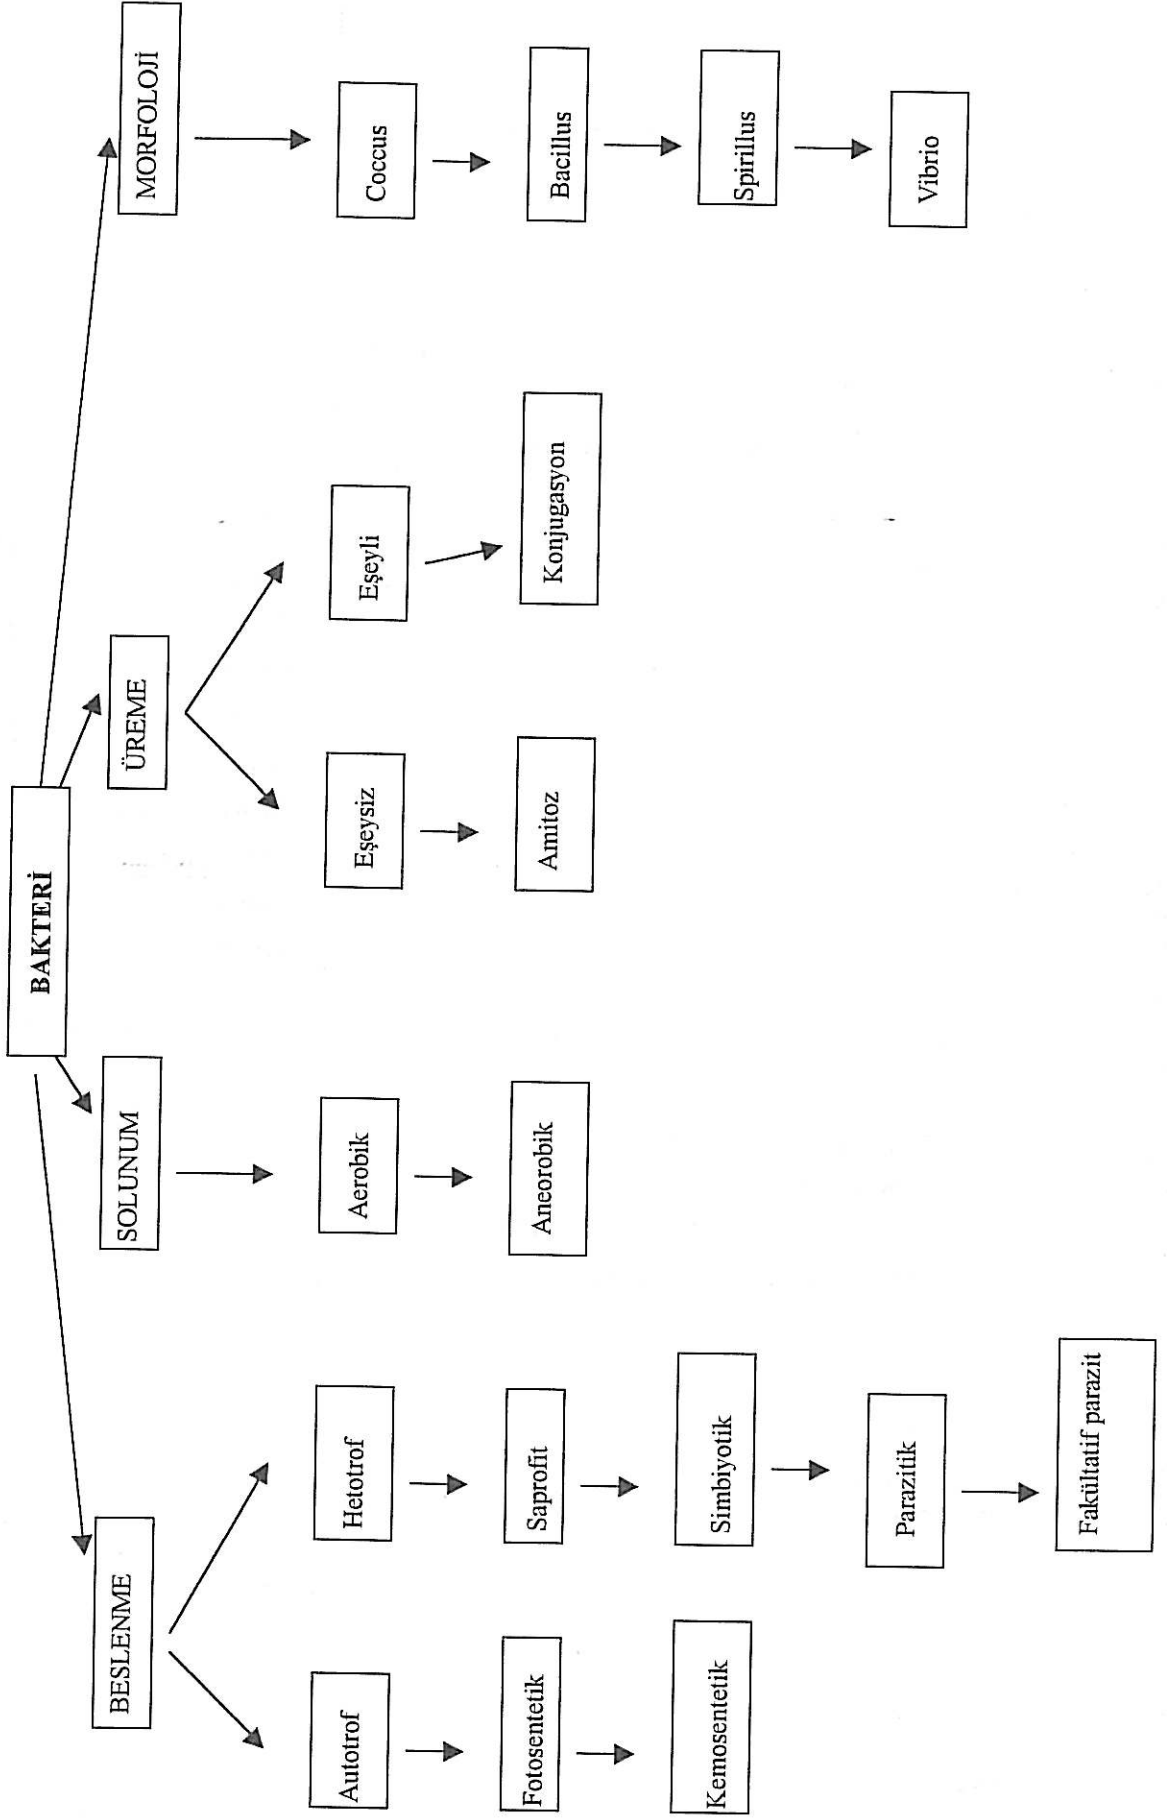 BAKTERİ
BESLENME
SOLUNUM
ÜREME
MORFOLOJİ
Autotrof
Hetotrof
Aerobik
Eşeysiz
Eşeyli
Coccus
Fotosentetik
Saprofit
Aneorobik
Amitoz
Konjugasyon
Bacillus
Kemosentetik
Simbiyotik
Spirillus
Parazitik
Vibrio
Fakültatif parazit